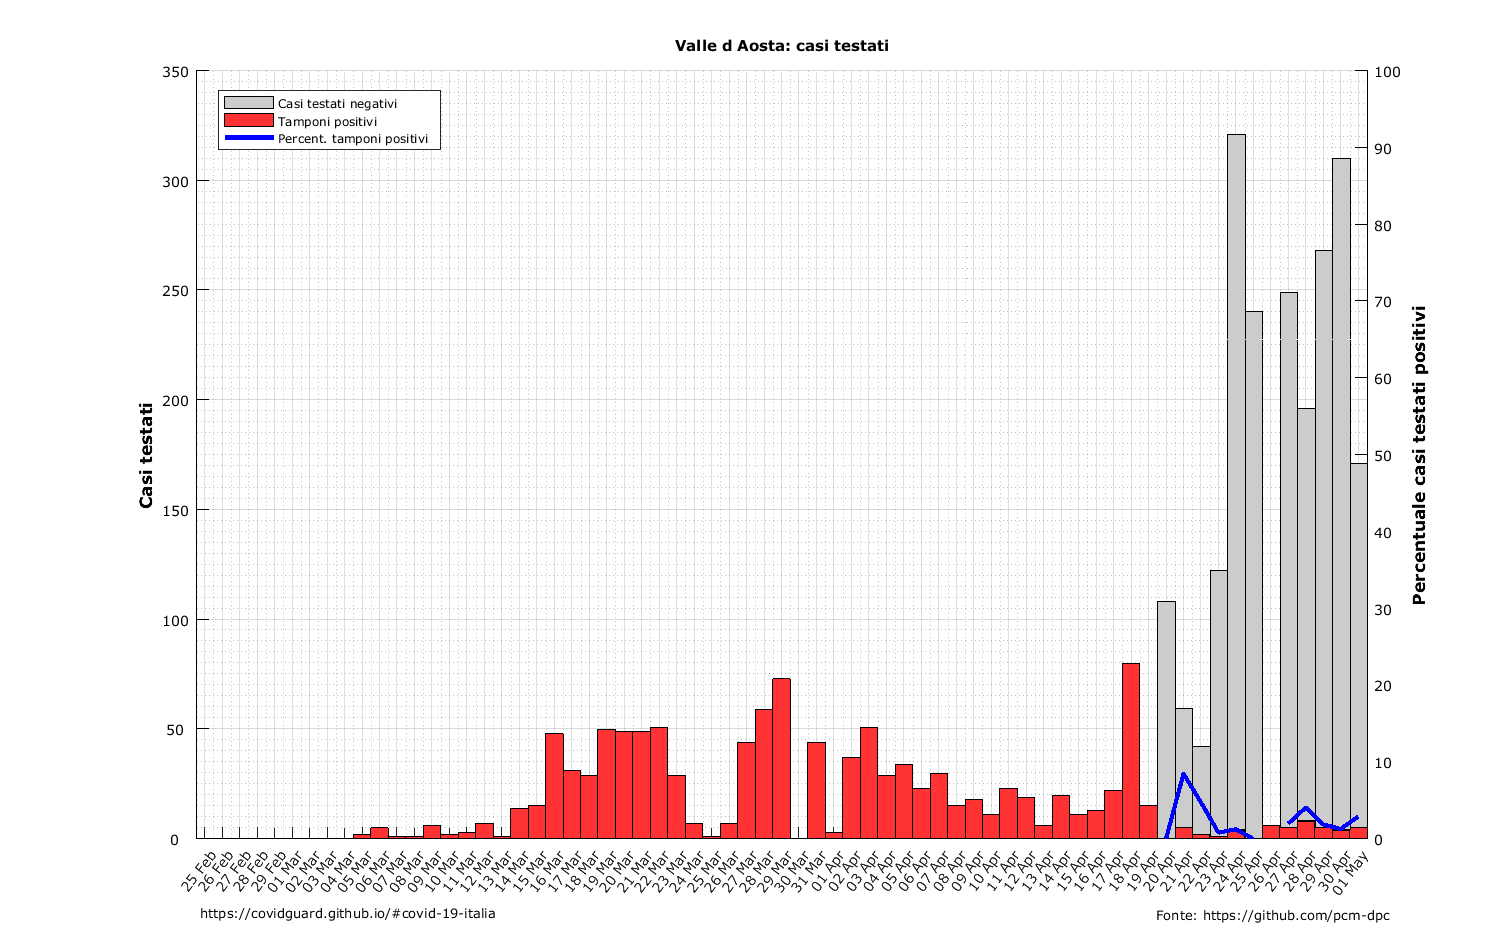 Valle d Aosta: casi testati
Casi testati negativi
Tamponi positivi
Percent. tamponi positivi
Casi testati
350
300
250
200
150
100
50
0
100
90
80
70
60
50
40
30
20
10
0
Percentuale casi testati positivi
25 Feb
26 Feb
27 Feb
28 Feb
29 Feb
01 Mar
02 Mar
03 Mar
04 Mar
05 Mar
06 Mar
07 Mar
08 Mar
09 Mar
10 Mar
11 Mar
12 Mar
13 Mar
14 Mar
15 Mar
16 Mar
17 Mar
18 Mar
19 Mar
20 Mar
21 Mar
22 Mar
23 Mar
24 Mar
25 Mar
26 Mar
27 Mar
28 Mar
29 Mar
30 Mar
31 Mar
01 Apr
02 Apr
03 Apr
04 Apr
05 Apr
06 Apr
07 Apr
08 Apr
09 Apr
10 Apr
11 Apr
12 Apr
13 Apr
14 Apr
15 Apr
16 Apr
17 Apr
18 Apr
19 Apr
20 Apr
21 Apr
22 Apr
23 Apr
24 Apr
25 Apr
26 Apr
27 Apr
28 Apr
29 Apr
30 Apr
01 May
https://covidguard.github.io/#covid-19-italia
Fonte: https://github.com/pcm-dpc